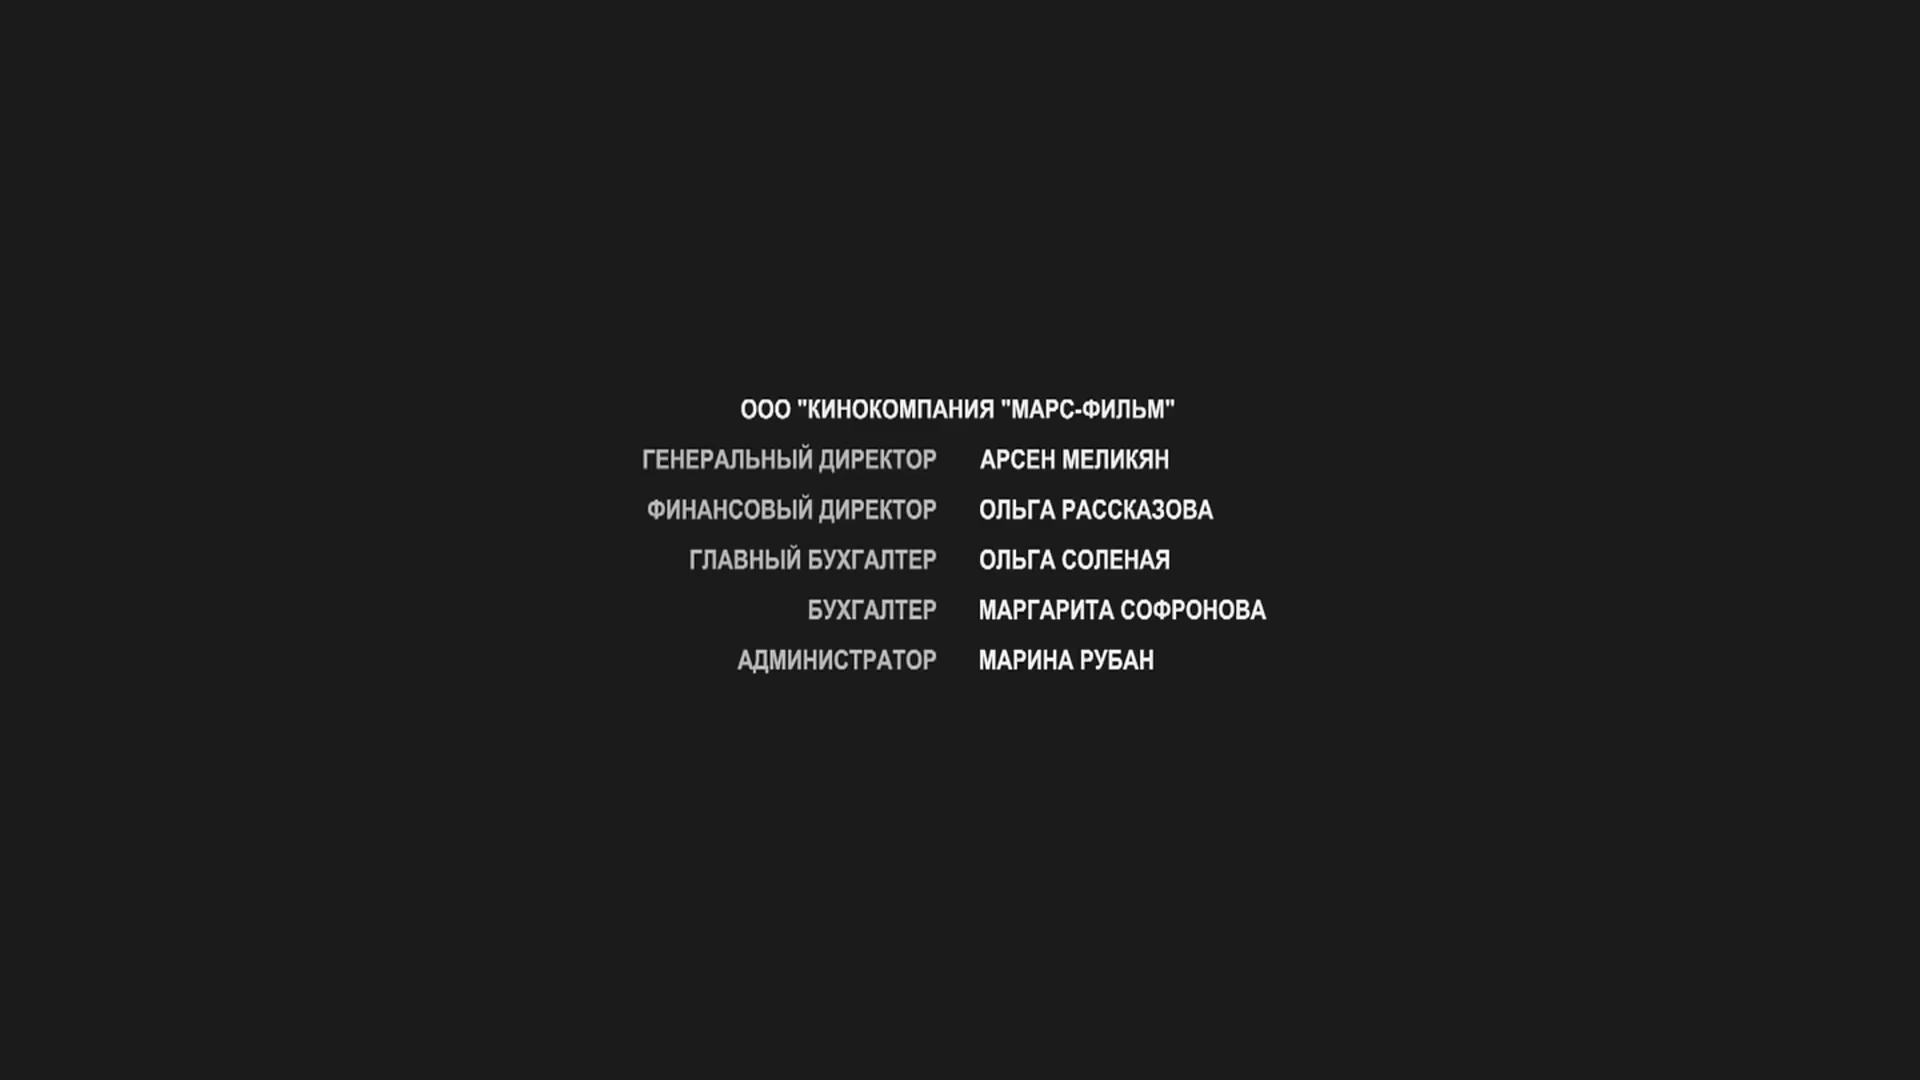 ООО "КИНОКОМПАНИЯ "МАРС-ФИЛЬМ"
ГЕНЕРАЛЬНЫЙ ДИРЕКТОР АРСЕН МЕЛИКЯН
ФИНАНСОВЫЙ ДИРЕКТОР ОЛЬГА РАССКАЗОВА
ГЛАВНЫЙ БУХГАЛТЕР ОЛЬГА СОЛЕНАЯ
БУХГАЛТЕР МАРГАРИТА СОФРОНОВА
АДМИНИСТРАТОР МАРИНА РУБАН